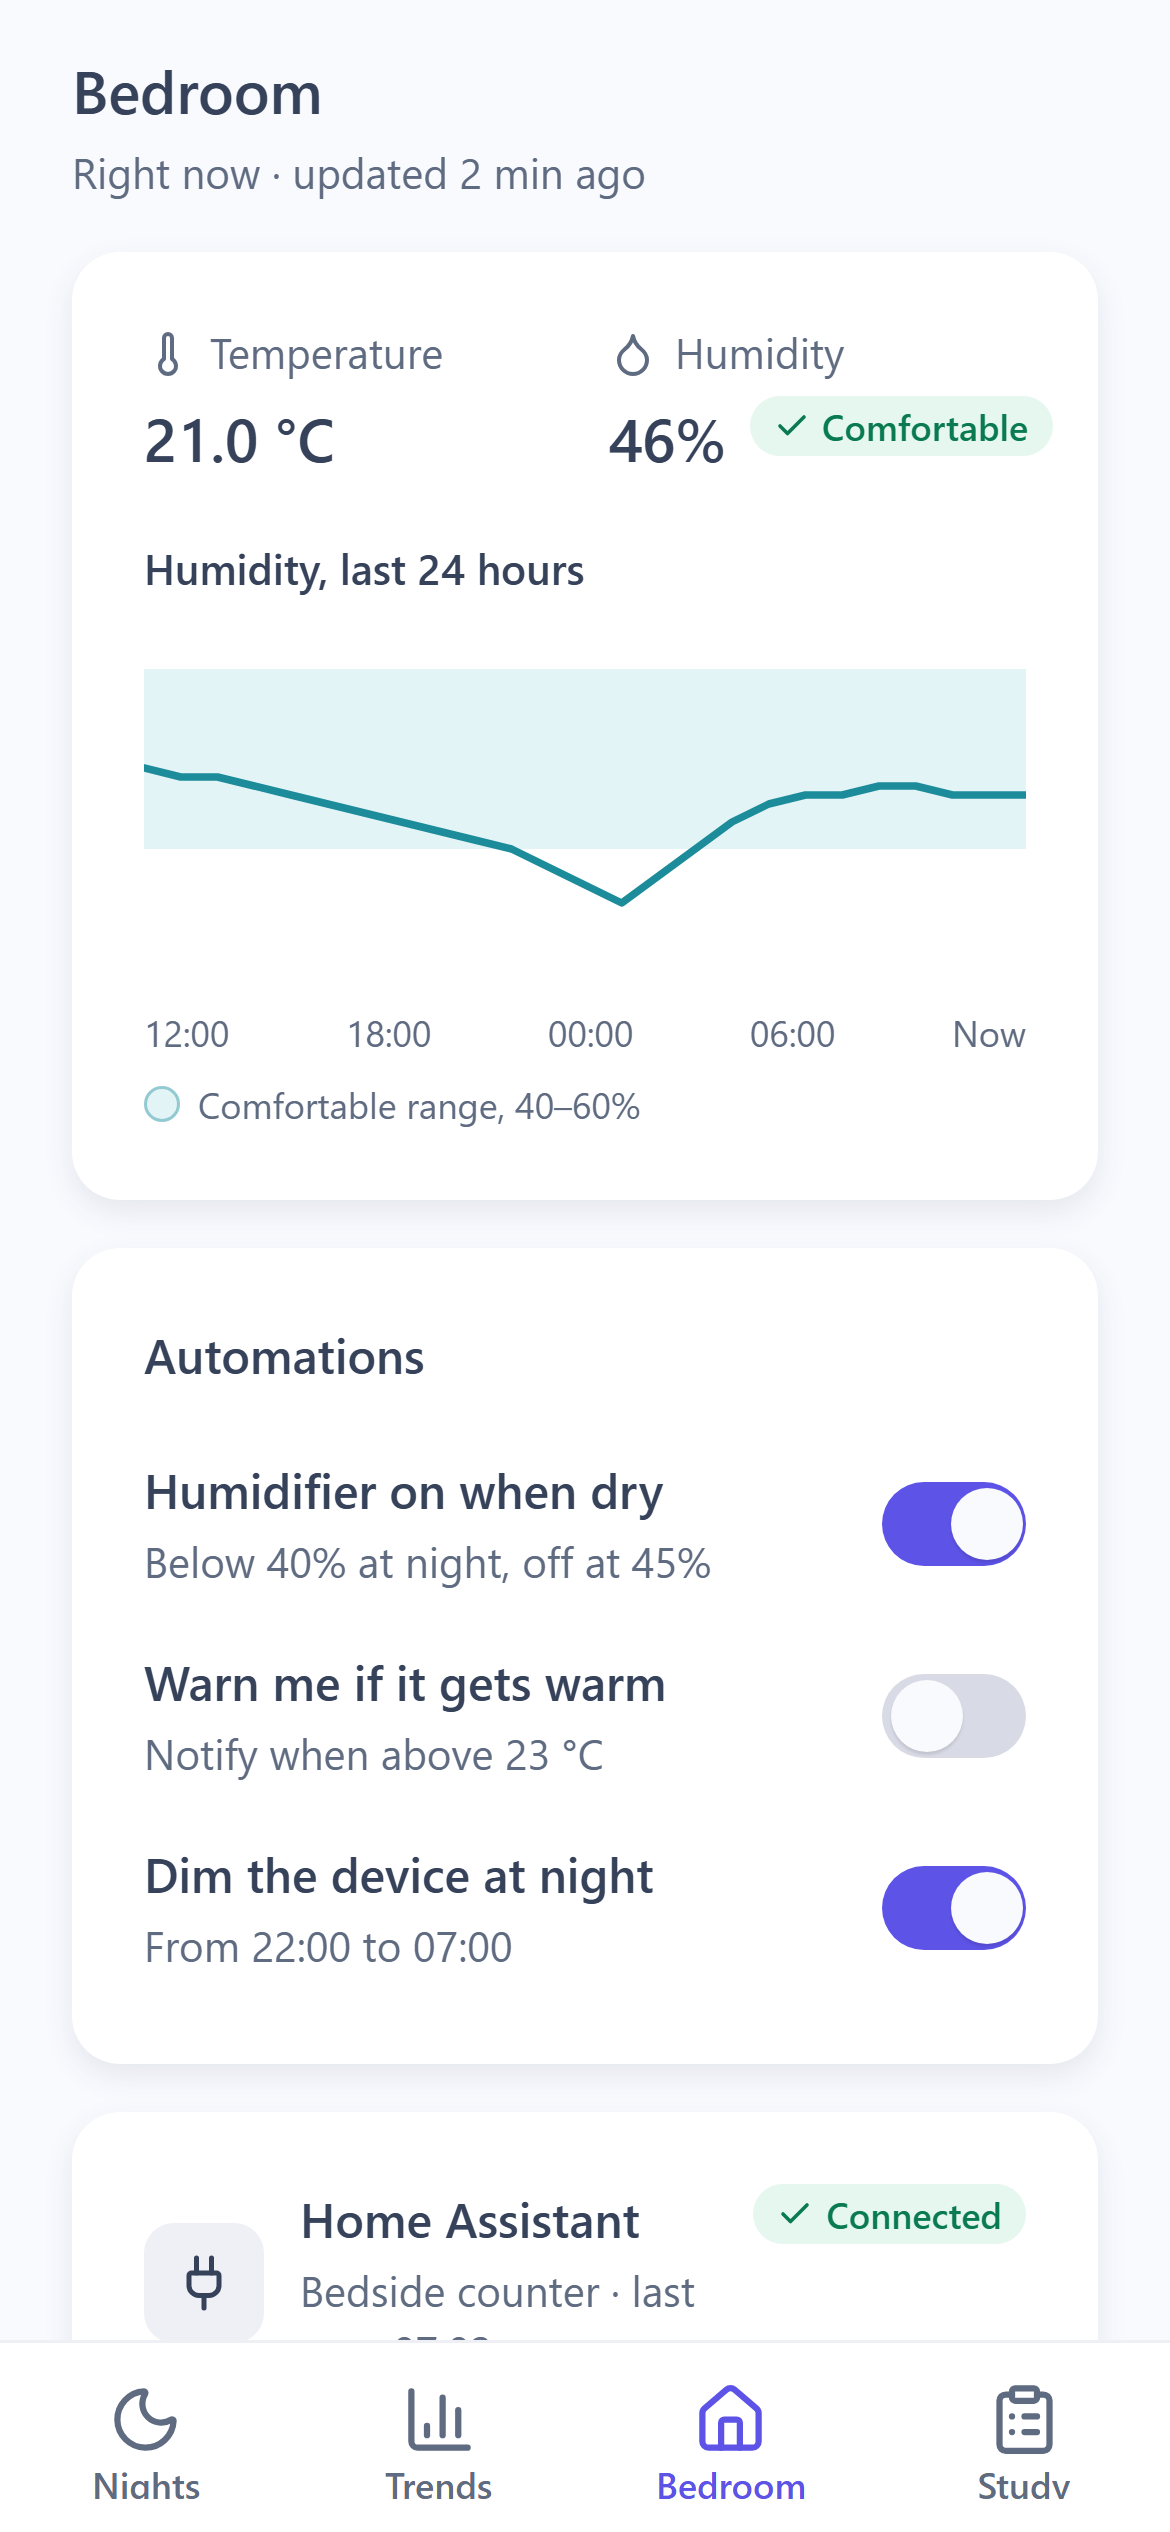 Bedroom
Right now · updated 2 min ago
Temperature
Humidity
21.0 °C
46%
Comfortable
Humidity, last 24 hours
12:00 18:00 00:00 06:00 Now
Comfortable range, 40–60%
Automations
Humidifier on when dry
Below 40% at night, off at 45%
Warn me if it gets warm
Notify when above 23 °C
Dim the device at night
From 22:00 to 07:00
Home Assistant
Connected
Bedside counter · last
Nights Trends Bedroom Study